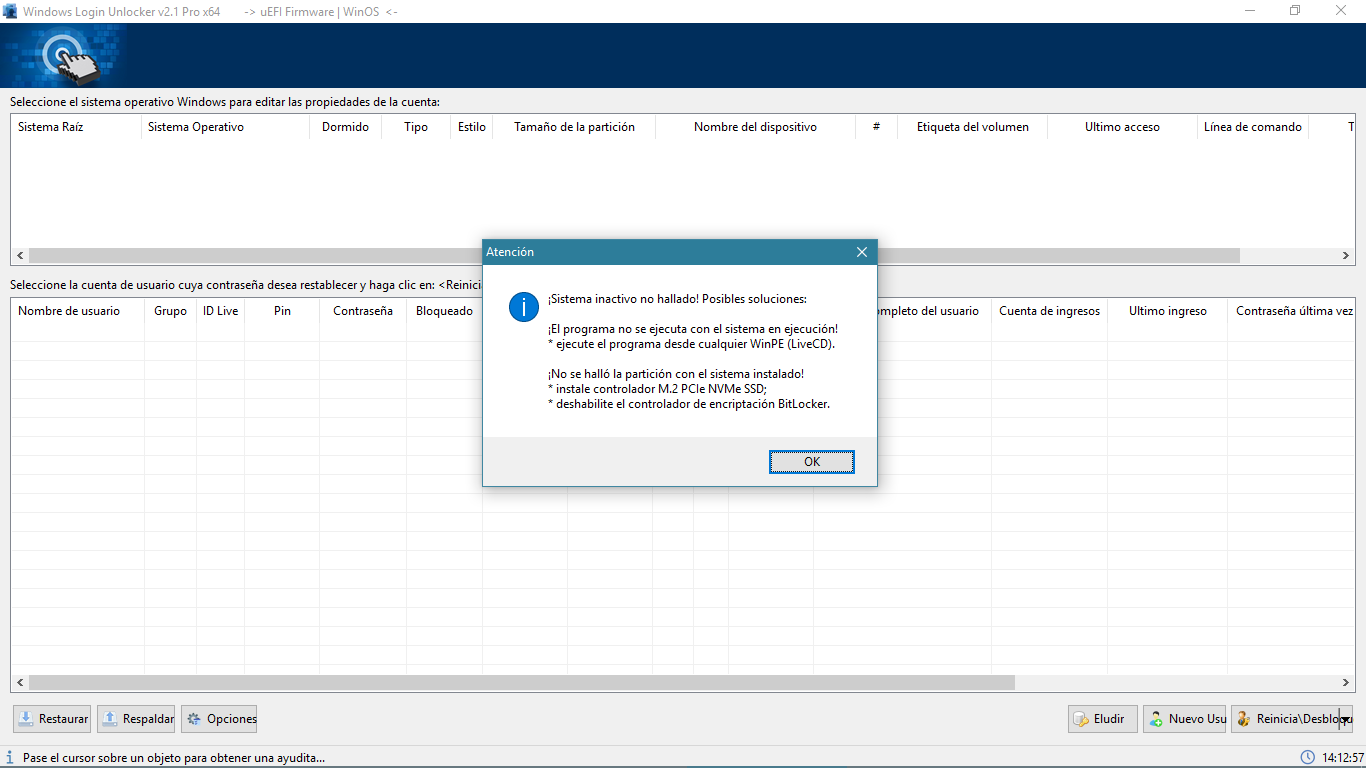 Windows Login Unlocker v2.1 Pro x64 -> uEFI Firmware | WinOS <-
Seleccione el sistema operativo Windows para editar las propiedades de la cuenta:
Sistema Raíz Sistema Operativo Dormido Tipo Estilo Tamaño de la partición Nombre del dispositivo # Etiqueta del volumen Ultimo acceso Línea de comando T
Atención
¡Sistema inactivo no hallado! Posibles soluciones:
¡El programa no se ejecuta con el sistema en ejecución!
* ejecute el programa desde cualquier WinPE (LiveCD).
¡No se halló la partición con el sistema instalado!
* instale controlador M.2 PCIe NVMe SSD;
* deshabilite el controlador de encriptación BitLocker.
OK
Seleccione la cuenta de usuario cuya contraseña desea restablecer y haga clic en: <Reinici
Nombre de usuario Grupo ID Live Pin Contraseña Bloqueado ompleto del usuario Cuenta de ingresos Ultimo ingreso Contraseña última vez
Restaurar Respaldar Opciones Eludir Nuevo Usu Reinicia\Desbloqu
Pase el cursor sobre un objeto para obtener una ayudita... 14:12:57